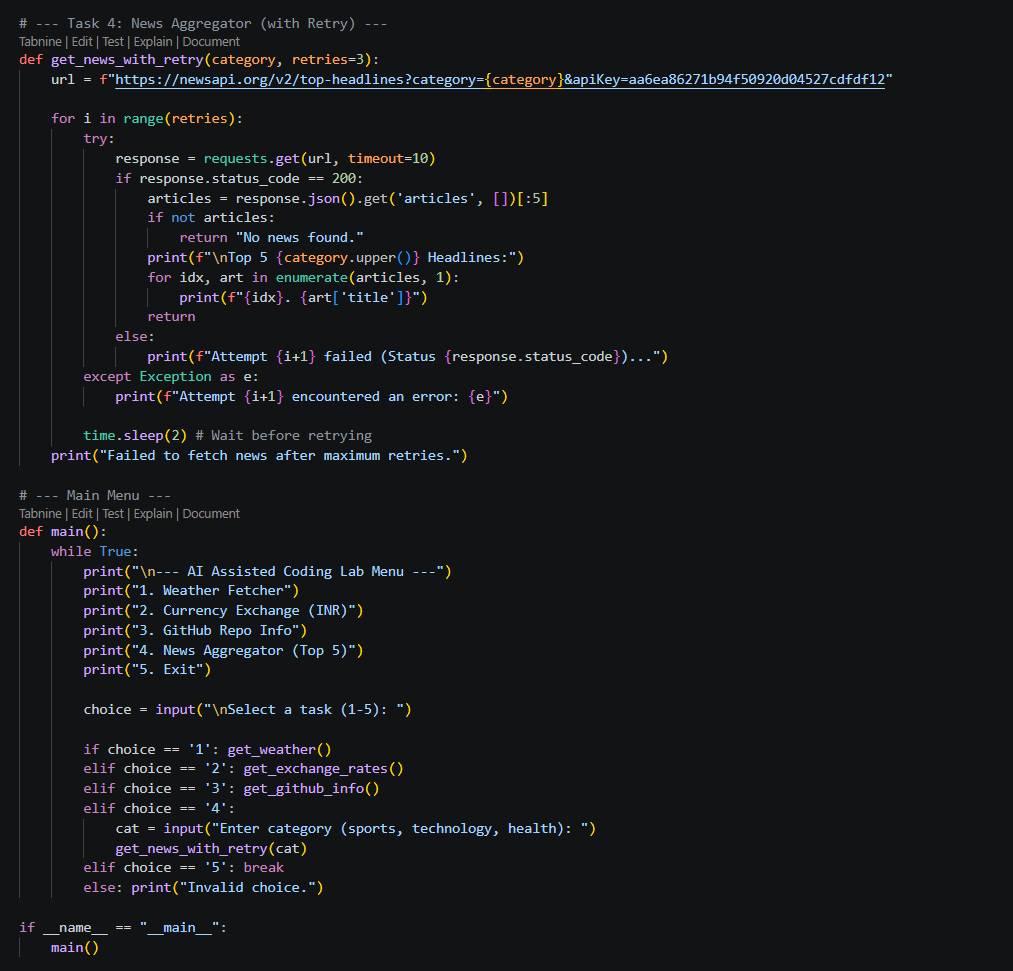 # --- Task 4: News Aggregator (with Retry) ---
Tabnine | Edit | Test | Explain | Document
def get_news_with_retry(category, retries=3):
    url = f"https://newsapi.org/v2/top-headlines?category={category}&apiKey=aa6ea86271b94f50920d04527cdfdf12"

    for i in range(retries):
        try:
            response = requests.get(url, timeout=10)
            if response.status_code == 200:
                articles = response.json().get('articles', [])[:5]
                if not articles:
                    return "No news found."
                print(f"\nTop 5 {category.upper()} Headlines:")
                for idx, art in enumerate(articles, 1):
                    print(f"{idx}. {art['title']}")
                return
            else:
                print(f"Attempt {i+1} failed (Status {response.status_code})...")
        except Exception as e:
            print(f"Attempt {i+1} encountered an error: {e}")

        time.sleep(2) # Wait before retrying
    print("Failed to fetch news after maximum retries.")

# --- Main Menu ---
Tabnine | Edit | Test | Explain | Document
def main():
    while True:
        print("\n--- AI Assisted Coding Lab Menu ---")
        print("1. Weather Fetcher")
        print("2. Currency Exchange (INR)")
        print("3. GitHub Repo Info")
        print("4. News Aggregator (Top 5)")
        print("5. Exit")

        choice = input("\nSelect a task (1-5): ")

        if choice == '1': get_weather()
        elif choice == '2': get_exchange_rates()
        elif choice == '3': get_github_info()
        elif choice == '4':
            cat = input("Enter category (sports, technology, health): ")
            get_news_with_retry(cat)
        elif choice == '5': break
        else: print("Invalid choice.")

if __name__ == "__main__":
    main()